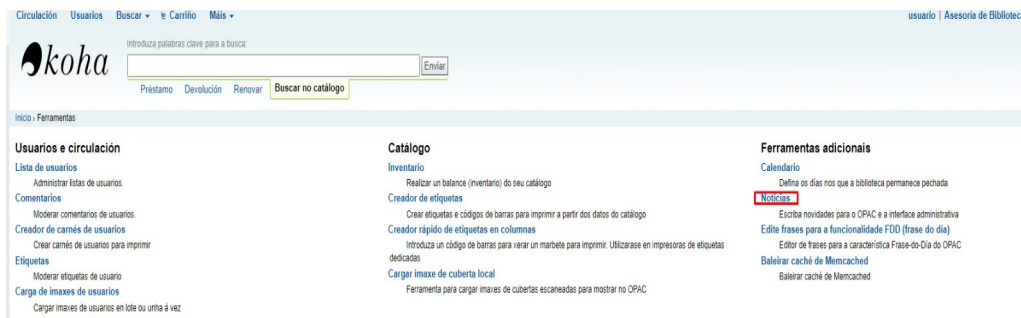 Circulación Usuarios Buscar Carriño Máis usuario | Asesoría de Bibliotec
koha
Introduza palabras clave para a busca:
Enviar
Préstamo Devolución Renovar Buscar no catálogo
Inicio › Ferramentas
Usuarios e circulación
Lista de usuarios
Administrar listas de usuarios.
Comentarios
Moderar comentarios de usuarios.
Creador de carnés de usuarios
Crear carnés de usuarios para imprimir
Etiquetas
Moderar etiquetas de usuario
Carga de imaxes de usuarios
Cargar imaxes de usuarios en lote ou unha á vez
Catálogo
Inventario
Realizar un balance (inventario) do seu catálogo
Creador de etiquetas
Crear etiquetas e códigos de barras para imprimir a partir dos datos do catálogo
Creador rápido de etiquetas en columnas
Introduza un código de barras para xerar un marbete para imprimir. Utilizarase en impresoras de etiquetas
dedicadas
Cargar imaxe de cuberta local
Ferramenta para cargar imaxes de cubertas escaneadas para mostrar no OPAC
Ferramentas adicionais
Calendario
Defina os días nos que a biblioteca permanece pechada
Noticias
Escriba novidades para o OPAC e a interface administrativa
Edite frases para a funcionalidade FDD (frase do día)
Editor de frases para a característica Frase-do-Día do OPAC
Baleirar caché de Memcached
Baleirar caché de Memcached